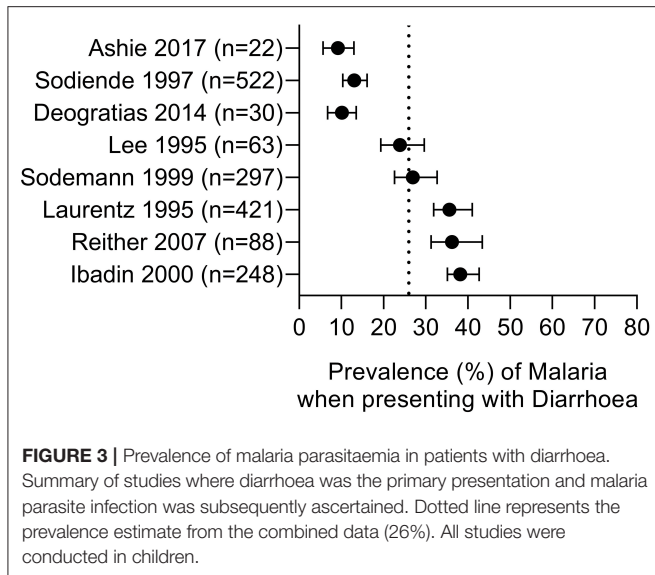 Ashie 2017 (n=22)
Sodiende 1997 (n=522)
Deogratias 2014 (n=30)
Lee 1995 (n=63)
Sodemann 1999 (n=297)
Laurentz 1995 (n=421)
Reither 2007 (n=88)
Ibadin 2000 (n=248)
0 10 20 30 40 50 60 70 80
Prevalence (%) of Malaria
when presenting with Diarrhoea
FIGURE 3 | Prevalence of malaria parasitaemia in patients with diarrhoea.
Summary of studies where diarrhoea was the primary presentation and malaria
parasite infection was subsequently ascertained. Dotted line represents the
prevalence estimate from the combined data (26%). All studies were
conducted in children.